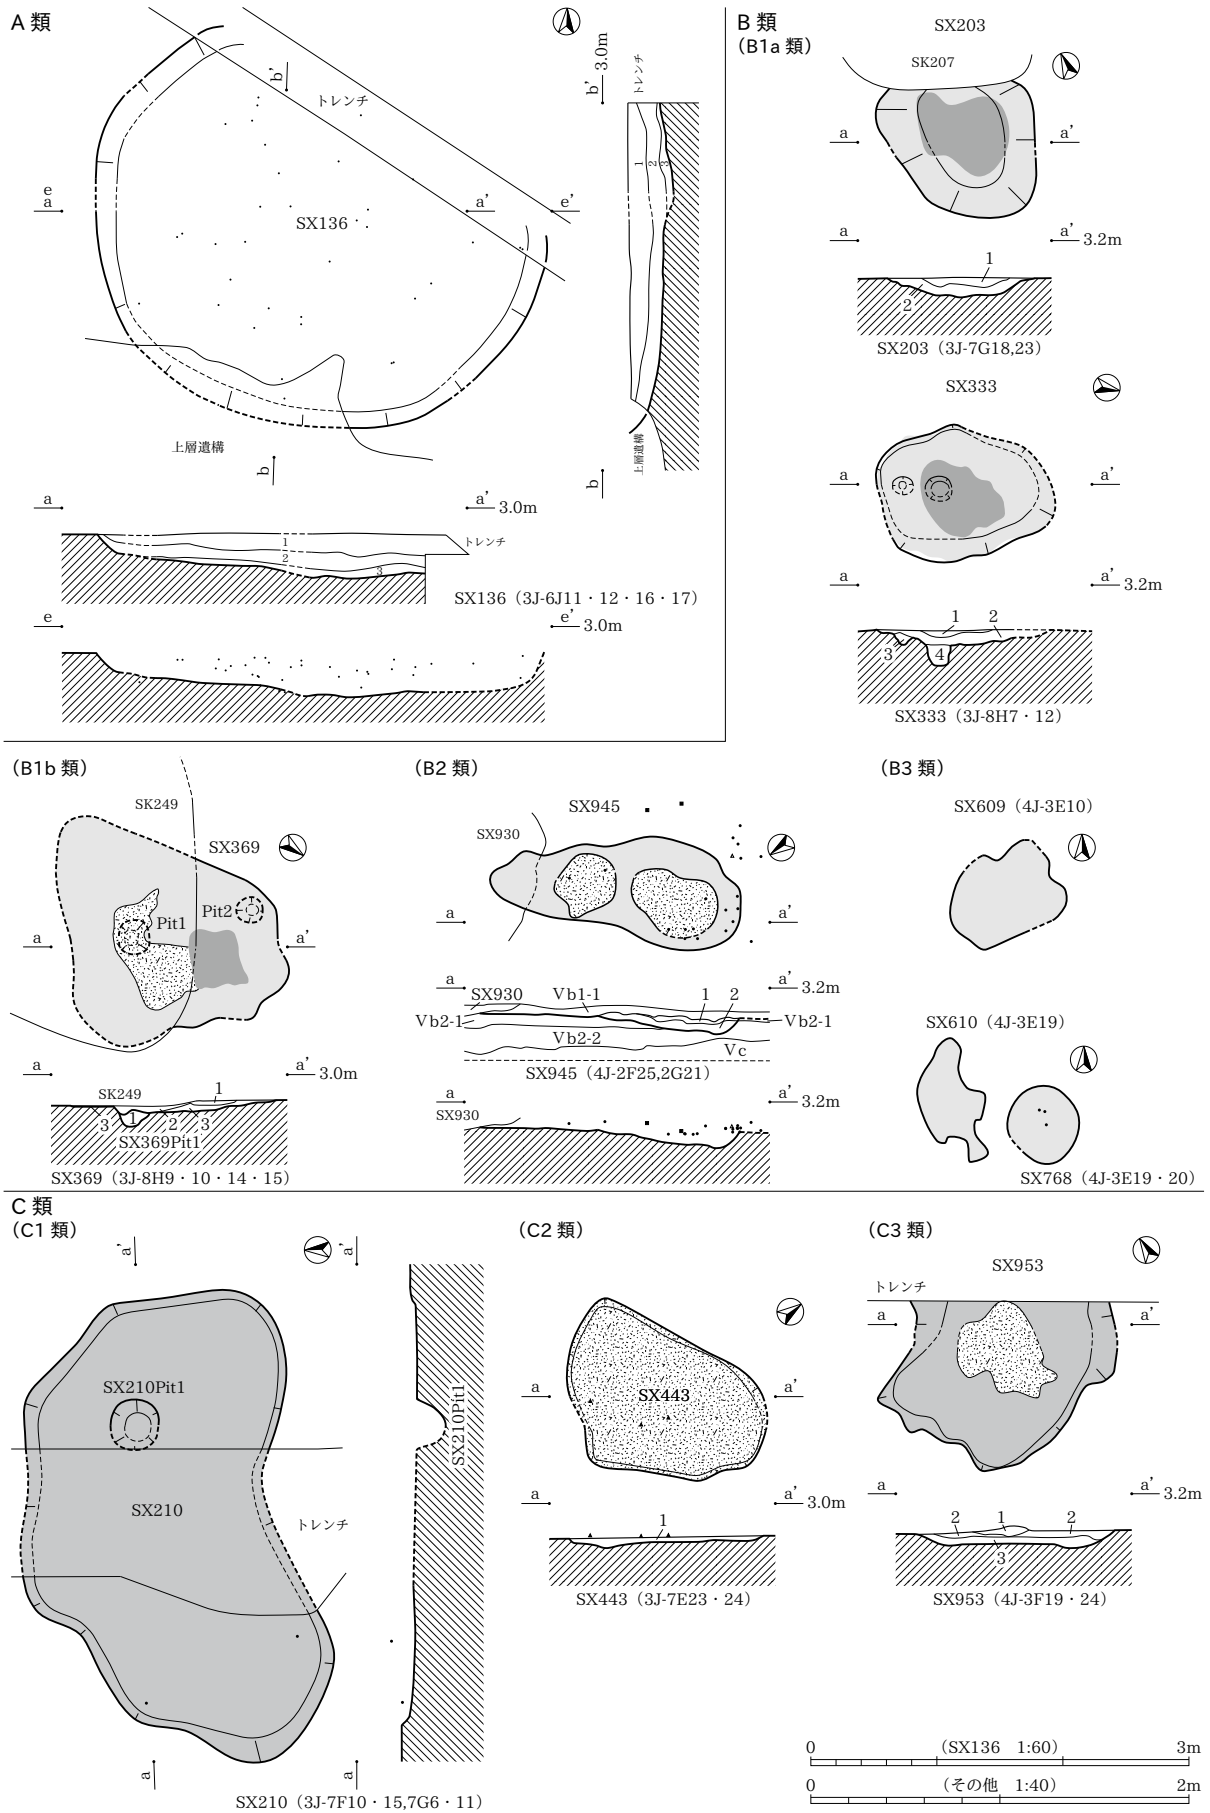 A 類
b'
トレンチ
e
a
a'
e'
SX136
上層遺構
b
b'
3.0m
トレンチ
1
2
3
上層遺構
b
a
a'
3.0m
1
2
3
トレンチ
SX136（3J-6J11・12・16・17）
e
e'
3.0m
B 類
（B1a 類）
SX203
SK207
a
a'
a
a'
3.2m
1
2
SX203（3J-7G18,23）
SX333
a
a'
a
a'
3.2m
1
2
3
4
SX333（3J-8H7・12）
（B1b 類）
SK249
SX369
Pit1
Pit2
a
a'
a
a'
3.0m
SK249
1
3
1
2
3
SX369Pit1
SX369（3J-8H9・10・14・15）
（B2 類）
SX945
SX930
a
a'
a
a'
3.2m
SX930
Vb1-1
1
2
Vb2-1
Vb2-1
Vb2-2
Vc
SX945（4J-2F25,2G21）
a
a'
3.2m
SX930
（B3 類）
SX609（4J-3E10）
SX610（4J-3E19）
SX768（4J-3E19・20）
C 類
（C1 類）
a'
a'
SX210Pit1
SX210Pit1
SX210
トレンチ
a
a
SX210（3J-7F10・15,7G6・11）
（C2 類）
a
SX443
a'
a
a'
3.0m
1
SX443（3J-7E23・24）
（C3 類）
SX953
トレンチ
a
a'
a
a'
3.2m
2
1
2
3
SX953（4J-3F19・24）
0
（SX136　1:60）
3m
0
（その他　1:40）
2m